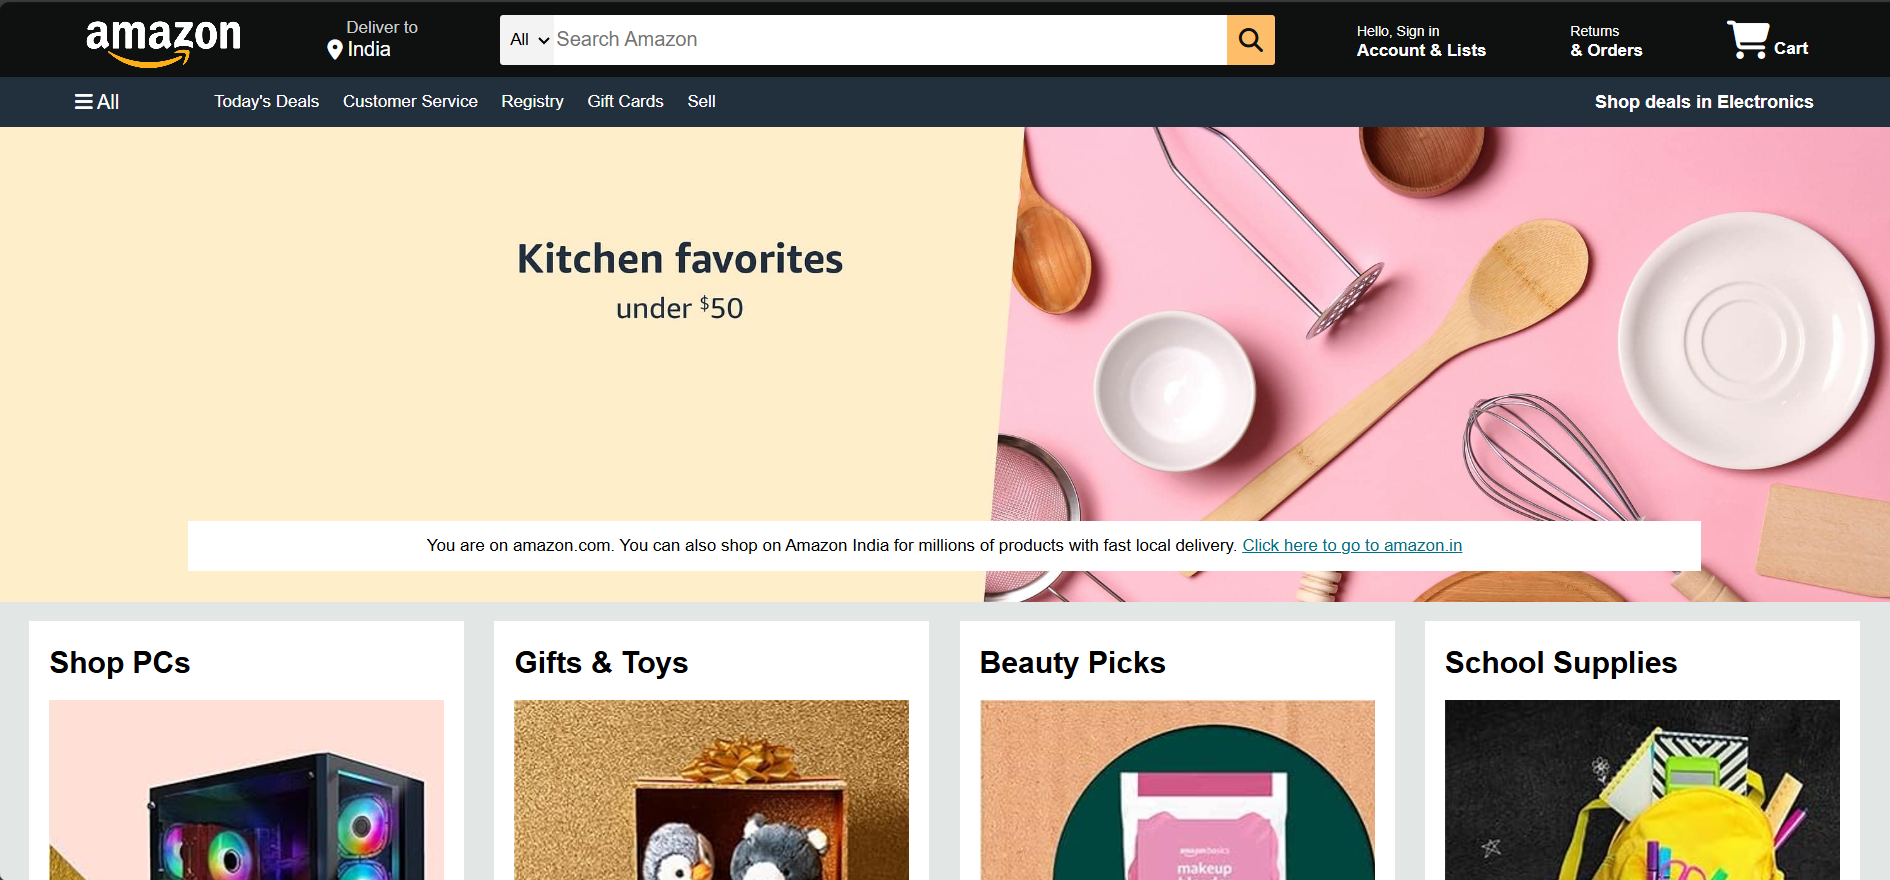 amazon
Deliver to
India
All
Search Amazon
Hello, Sign in
Account & Lists
Returns
& Orders
Cart
All
Today's Deals
Customer Service
Registry
Gift Cards
Sell
Shop deals in Electronics
Kitchen favorites
under $50
You are on amazon.com. You can also shop on Amazon India for millions of products with fast local delivery. Click here to go to amazon.in
Shop PCs
Gifts & Toys
Beauty Picks
School Supplies
amazon basics
makeup